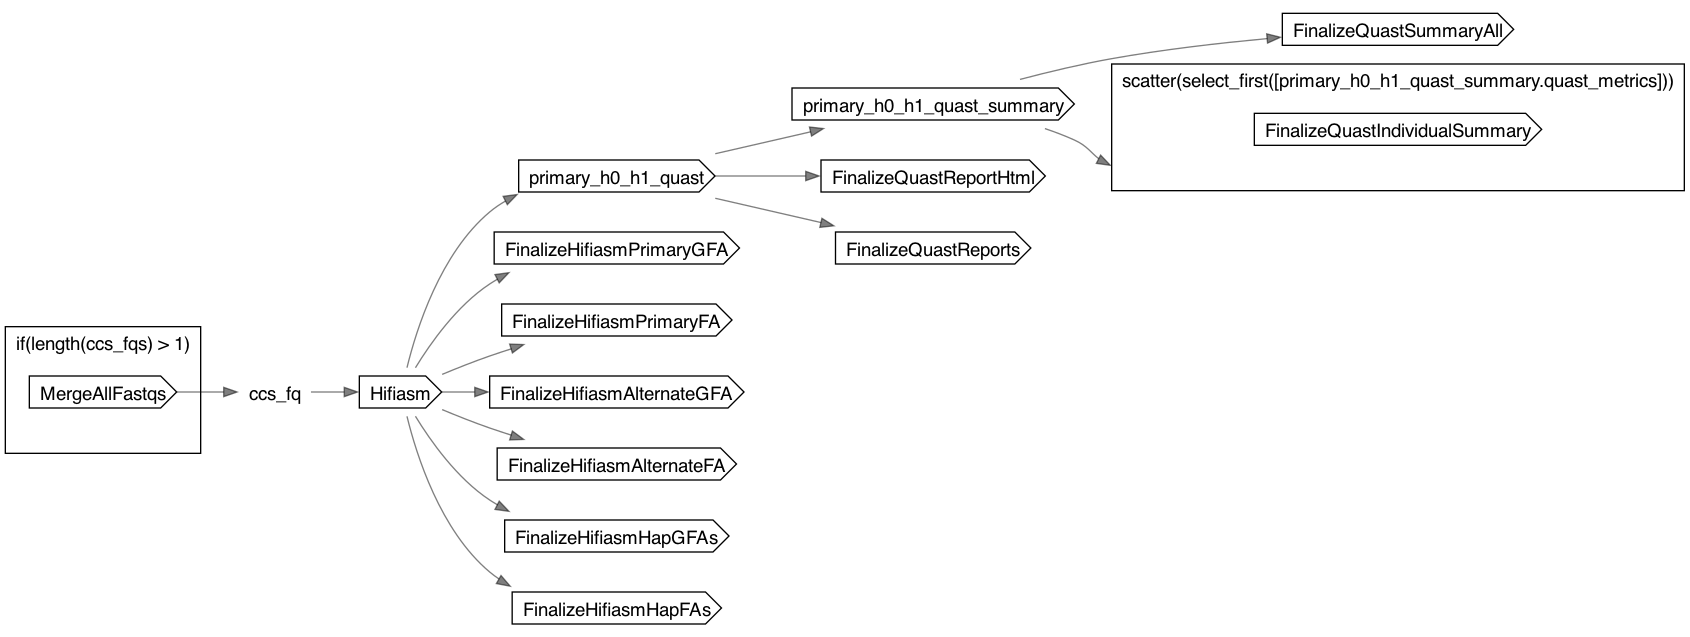 FinalizeQuastSummaryAll
scatter(select_first([primary_h0_h1_quast_summary.quast_metrics]))
primary_h0_h1_quast_summary
FinalizeQuastIndividualSummary
primary_h0_h1_quast
FinalizeQuastReportHtml
FinalizeHifiasmPrimaryGFA
FinalizeQuastReports
FinalizeHifiasmPrimaryFA
if(length(ccs_fqs) > 1)
MergeAllFastqs
ccs_fq
Hifiasm
FinalizeHifiasmAlternateGFA
FinalizeHifiasmAlternateFA
FinalizeHifiasmHapGFAs
FinalizeHifiasmHapFAs